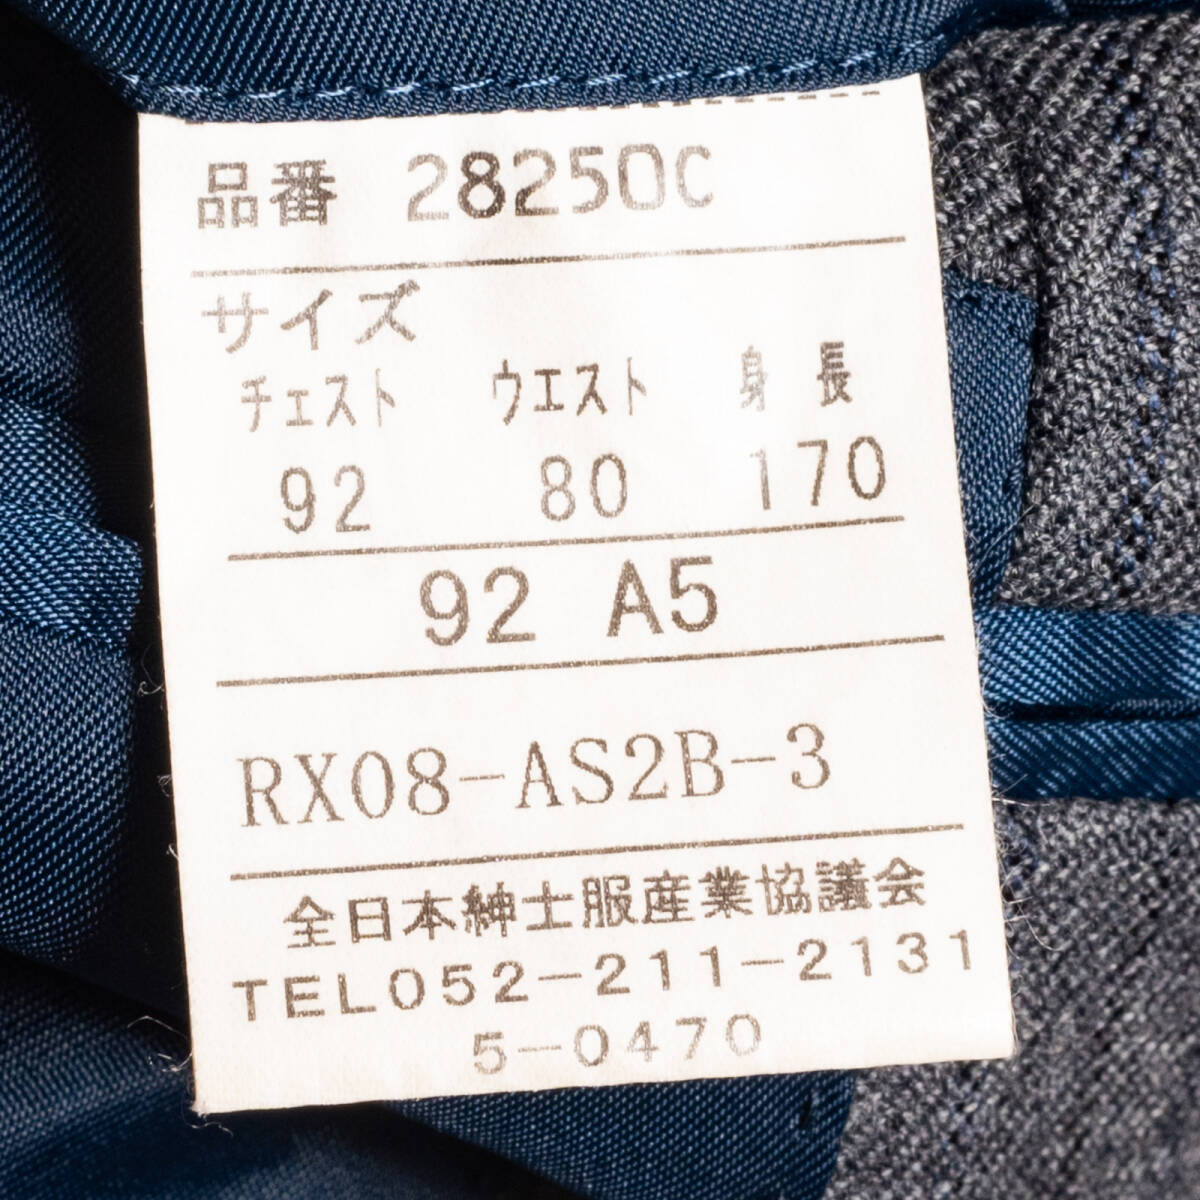 品番 28250C
サイズ
チェスト ウエスト 身長
92 80 170
92 A5
RX08-AS2B-3
全日本紳士服産業協議会
TEL052-211-2131
5-0470